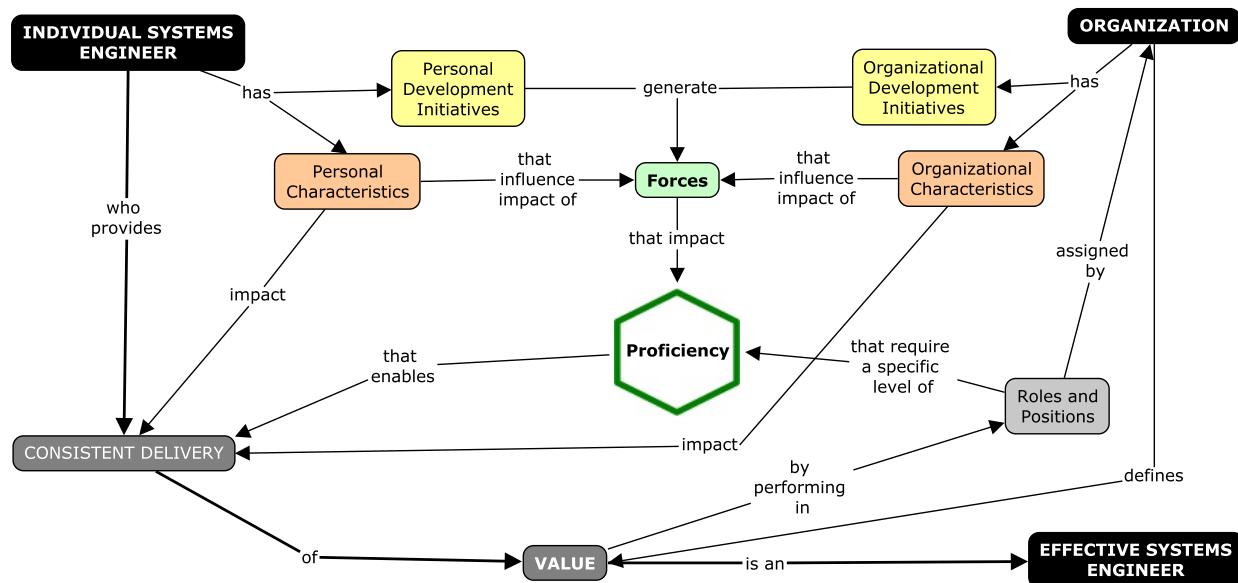 INDIVIDUAL SYSTEMS
ENGINEER
ORGANIZATION
Personal
Development
Initiatives
Organizational
Development
Initiatives
has
generate
has
Personal
Characteristics
that
influence
impact of
Forces
that
influence
impact of
Organizational
Characteristics
who
provides
that impact
assigned
by
impact
Proficiency
that
enables
that require
a specific
level of
Roles and
Positions
CONSISTENT DELIVERY
impact
by
performing
in
defines
of
VALUE
is an
EFFECTIVE SYSTEMS
ENGINEER